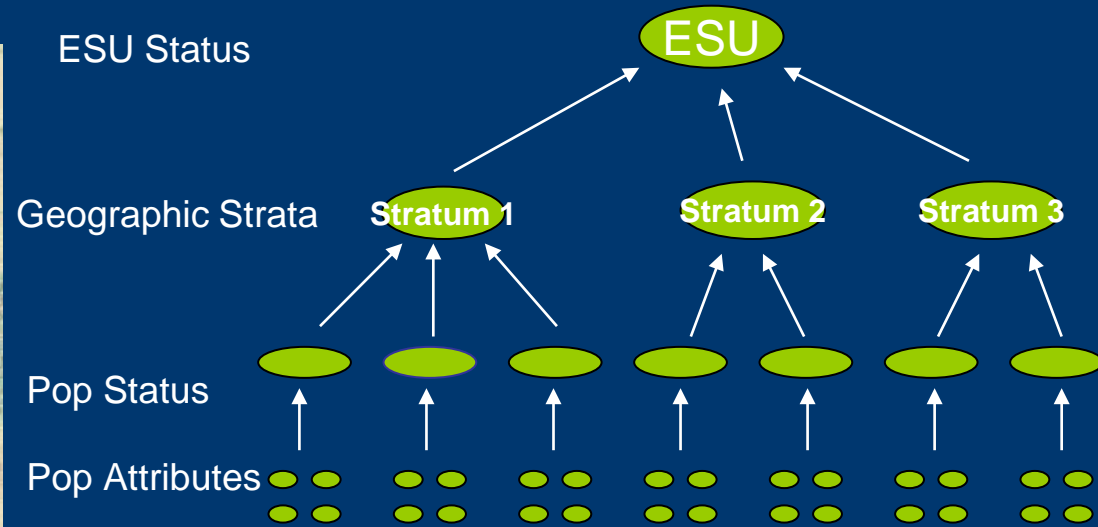 ESU Status
ESU
Geographic Strata
Stratum 1
Stratum 2
Stratum 3
Pop Status
Pop Attributes